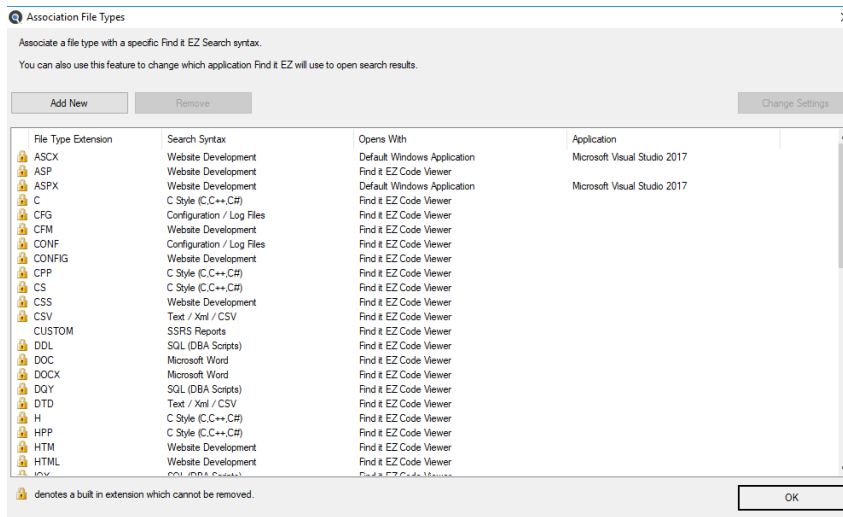 Association File Types
Associate a file type with a specific Find it EZ Search syntax.
You can also use this feature to change which application Find it EZ will use to open search results.
Add New Remove Change Settings
File Type Extension Search Syntax Opens With Application
ASCX Website Development Default Windows Application Microsoft Visual Studio 2017
ASP Website Development Find it EZ Code Viewer
ASPX Website Development Default Windows Application Microsoft Visual Studio 2017
C C Style (C,C++,C#) Find it EZ Code Viewer
CFG Configuration / Log Files Find it EZ Code Viewer
CFM Website Development Find it EZ Code Viewer
CONF Configuration / Log Files Find it EZ Code Viewer
CONFIG Website Development Find it EZ Code Viewer
CPP C Style (C,C++,C#) Find it EZ Code Viewer
CS C Style (C,C++,C#) Find it EZ Code Viewer
CSS Website Development Find it EZ Code Viewer
CSV Text / Xml / CSV Find it EZ Code Viewer
CUSTOM SSRS Reports Find it EZ Code Viewer
DDL SQL (DBA Scripts) Find it EZ Code Viewer
DOC Microsoft Word Find it EZ Code Viewer
DOCX Microsoft Word Find it EZ Code Viewer
DQY SQL (DBA Scripts) Find it EZ Code Viewer
DTD Text / Xml / CSV Find it EZ Code Viewer
H C Style (C,C++,C#) Find it EZ Code Viewer
HPP C Style (C,C++,C#) Find it EZ Code Viewer
HTM Website Development Find it EZ Code Viewer
HTML Website Development Find it EZ Code Viewer
SQL (DBA Scripts) Find it EZ Code Viewer
denotes a built in extension which cannot be removed.
OK